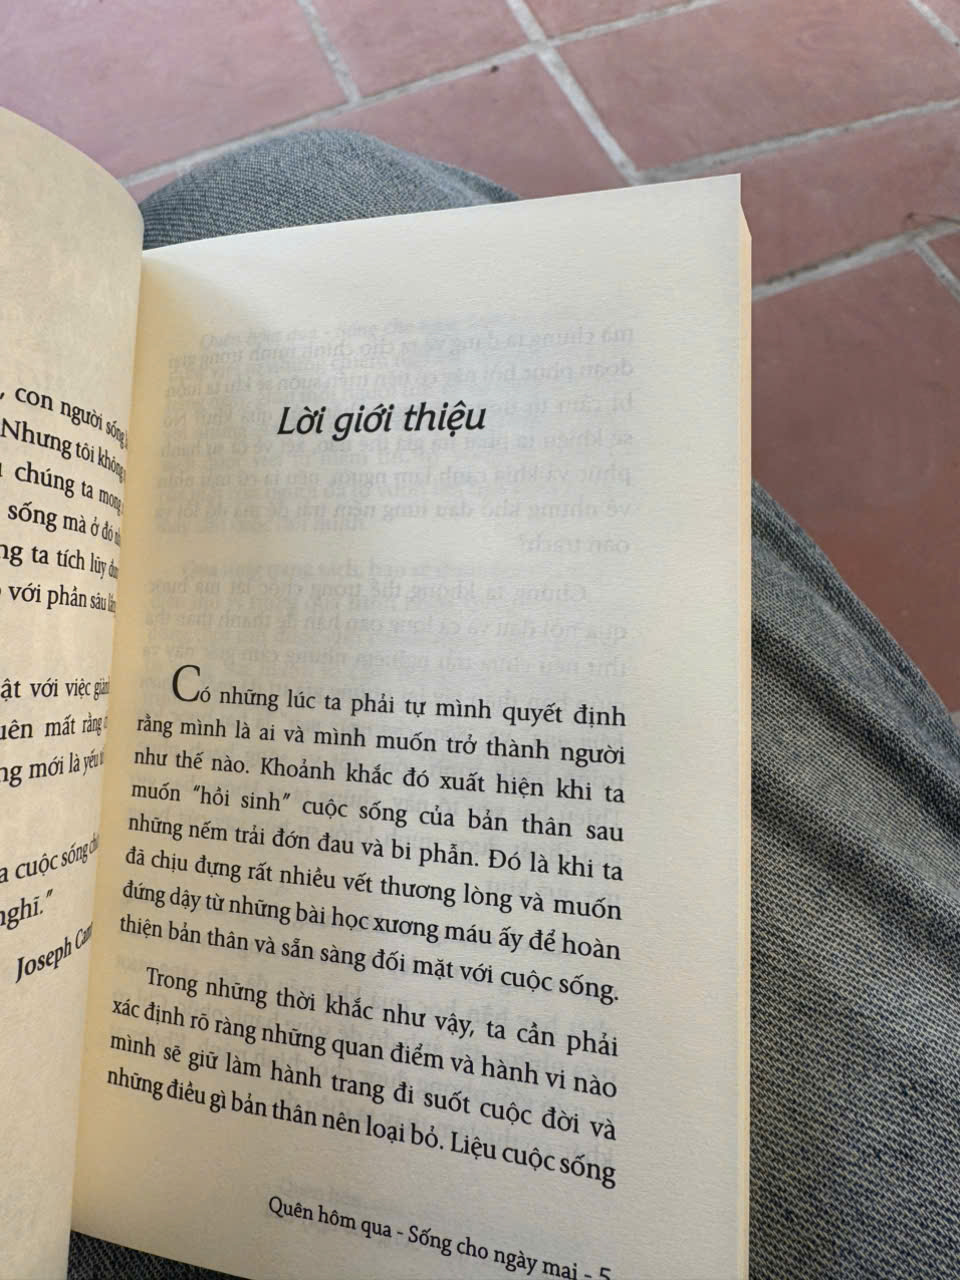 , con người sống
Nhưng tôi không
chúng ta mong
sống mà ở đó
ta tích lũy
với phần sâu
với việc
mất rằng
mới là yếu
cuộc sống
nghĩ.”
Joseph
Lời giới thiệu
Có những lúc ta phải tự mình quyết định
rằng mình là ai và mình muốn trở thành người
như thế nào. Khoảnh khắc đó xuất hiện khi ta
muốn “hồi sinh” cuộc sống của bản thân sau
những nếm trải đớn đau và bi phẫn. Đó là khi ta
đã chịu đựng rất nhiều vết thương lòng và muốn
đứng dậy từ những bài học xương máu ấy để hoàn
thiện bản thân và sẵn sàng đối mặt với cuộc sống.
Trong những thời khắc như vậy, ta cần phải
xác định rõ ràng những quan điểm và hành vi nào
mình sẽ giữ làm hành trang đi suốt cuộc đời và
những điều gì bản thân nên loại bỏ. Liệu cuộc sống
Quên hôm qua - Sống cho ngày mai - 5